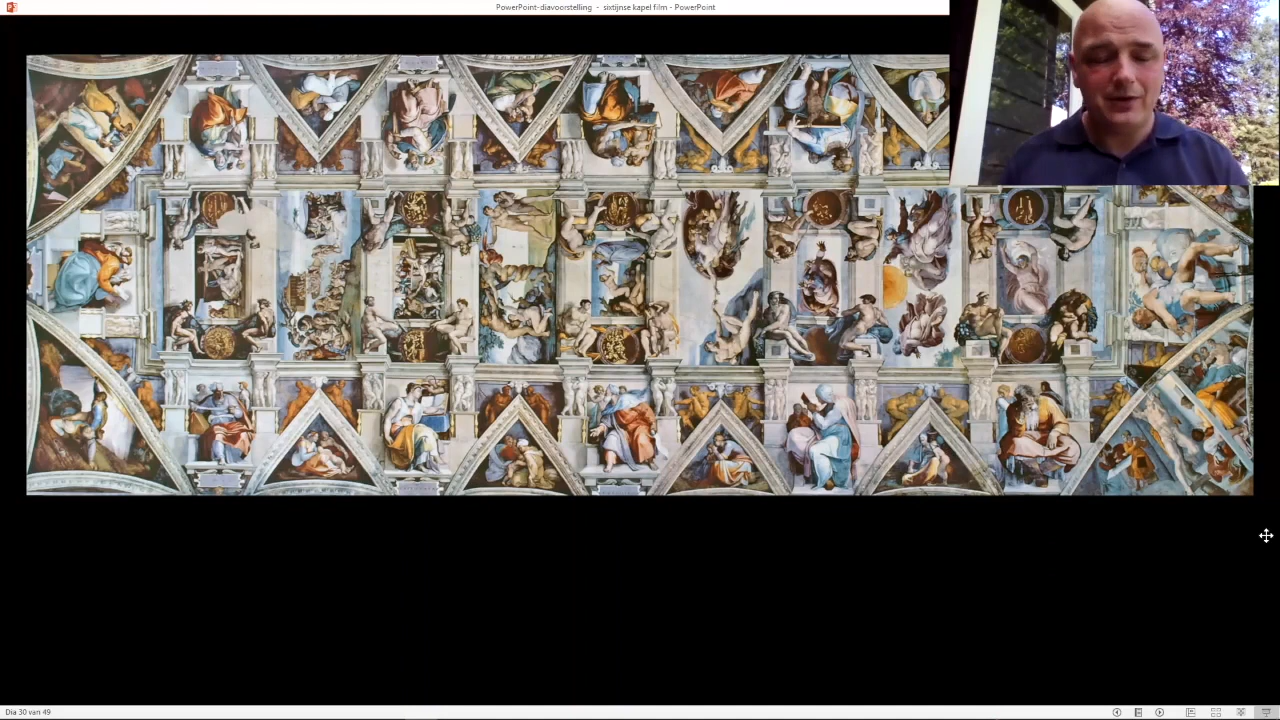 PowerPoint-diavoorstelling - sixtijnse kapel film - PowerPoint
Dia 30 van 49